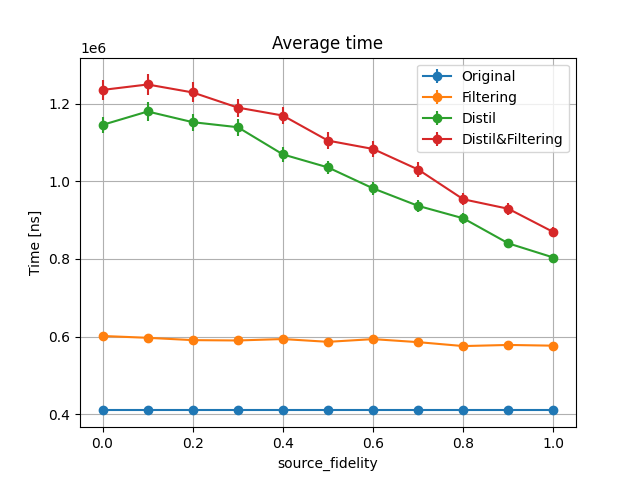 Average time
1e6
Original
Filtering
Distil
Distil&Filtering
1.2
1.0
0.8
0.6
0.4
Time [ns]
0.0 0.2 0.4 0.6 0.8 1.0
source_fidelity